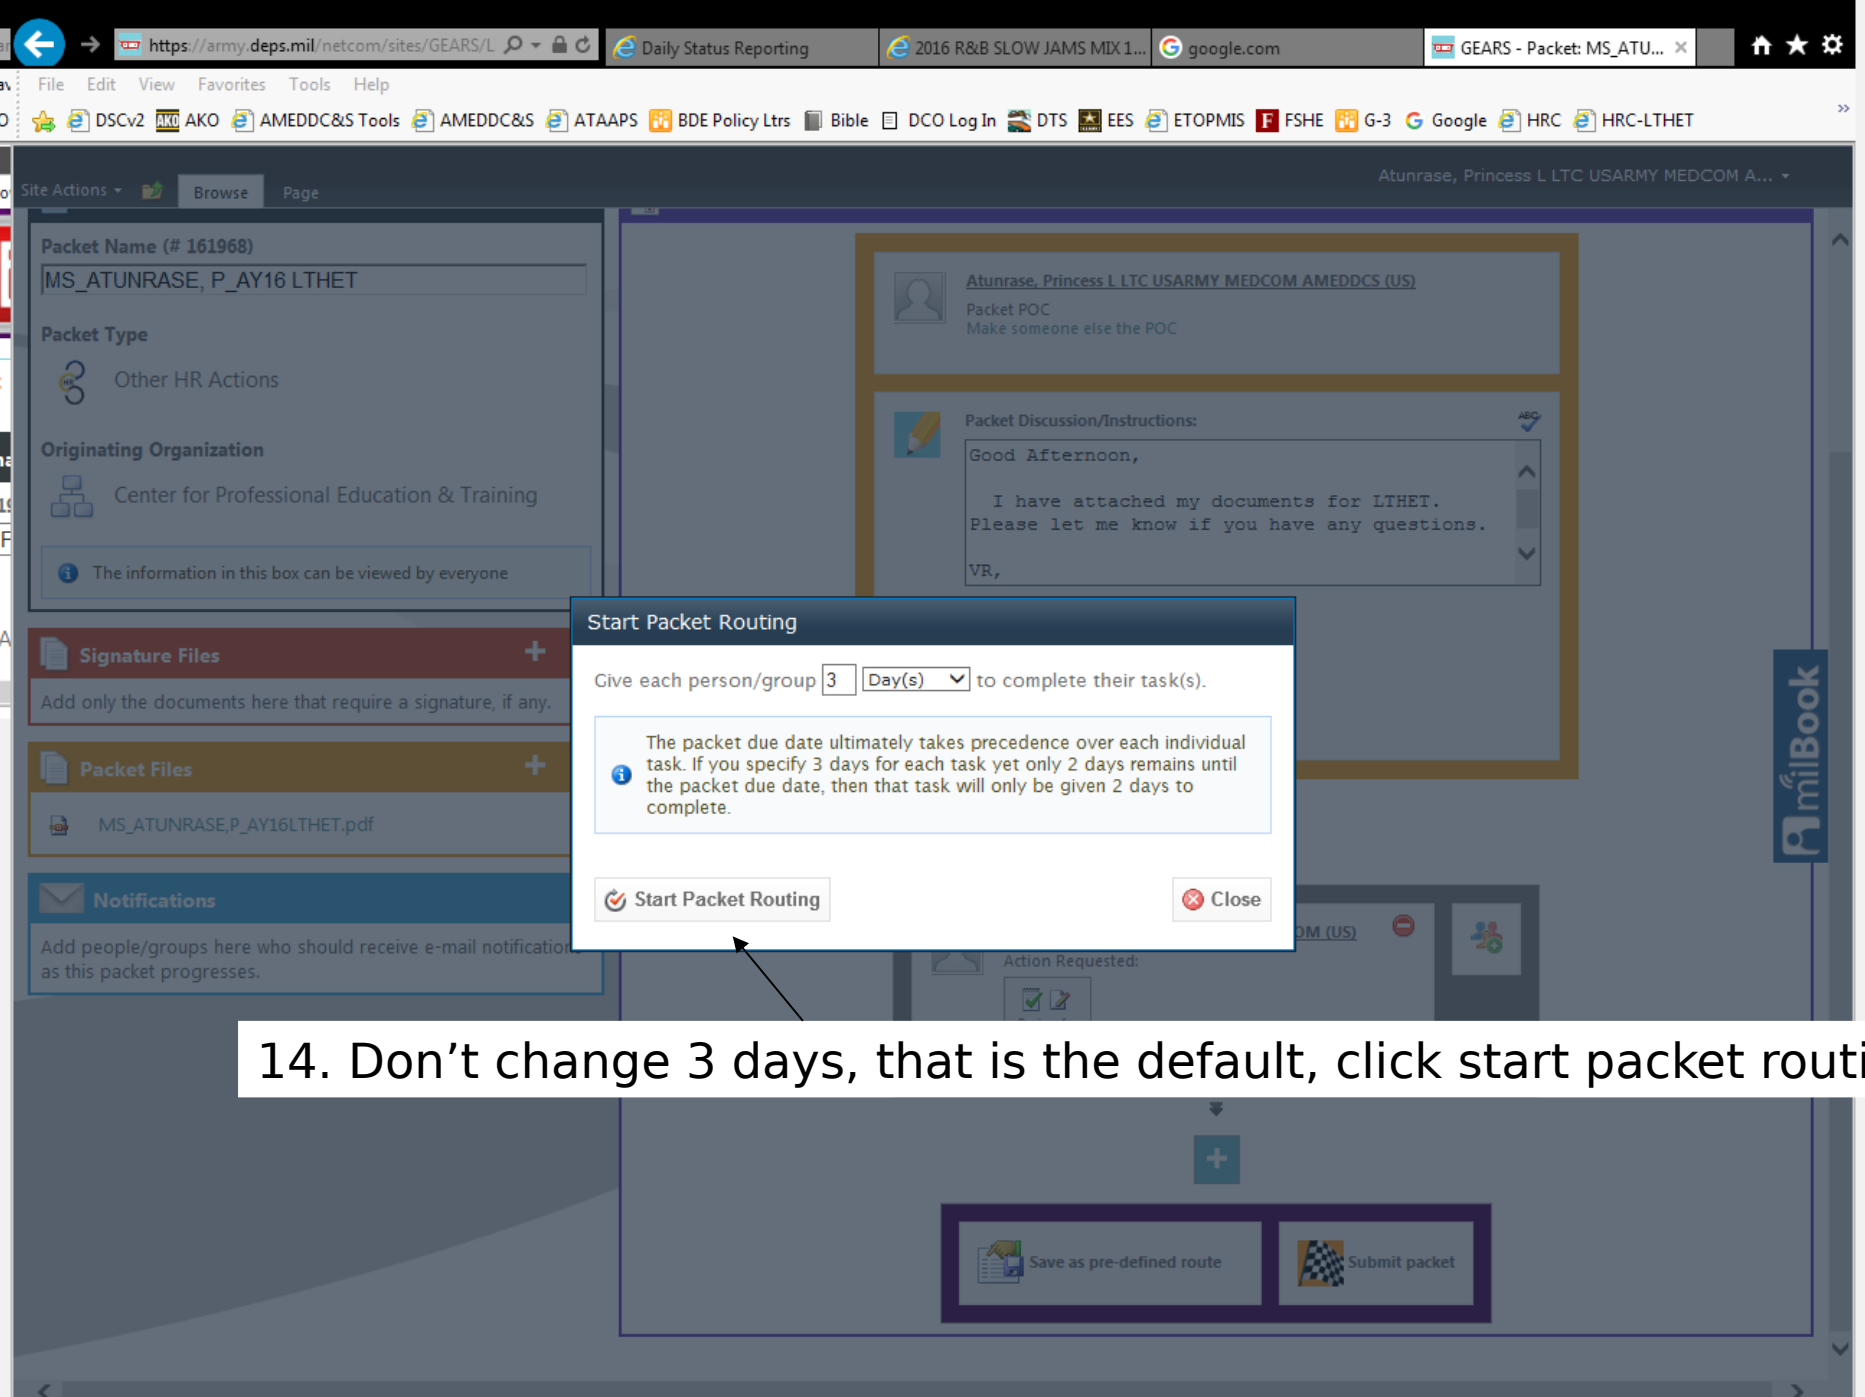 https://army.deps.mil/netcom/sites/GEARS/L
Daily Status Reporting
2016 R&B SLOW JAMS MIX 1...
google.com
GEARS - Packet: MS_ATU...
File Edit View Favorites Tools Help
DSCv2 AKO AKO AMEDDC&S Tools AMEDDC&S ATAAPS BDE Policy Ltrs Bible DCO Log In DTS EES ETOPMIS F FSHE G-3 G Google HRC HRC-LTHET
Site Actions Browse Page
Atunrase, Princess L LTC USARMY MEDCOM A...
Packet Name (# 161968)
MS_ATUNRASE, P_AY16 LTHET
Packet Type
Other HR Actions
Originating Organization
Center for Professional Education & Training
The information in this box can be viewed by everyone
Signature Files
Add only the documents here that require a signature, if any.
Packet Files
MS_ATUNRASE,P_AY16LTHET.pdf
Notifications
Add people/groups here who should receive e-mail notification
as this packet progresses.
Atunrase, Princess L LTC USARMY MEDCOM AMEDDCS (US)
Packet POC
Make someone else the POC
Packet Discussion/Instructions:
ABC
Good Afternoon,
I have attached my documents for LTHET.
Please let me know if you have any questions.
VR,
Start Packet Routing
Give each person/group 3 Day(s) to complete their task(s).
The packet due date ultimately takes precedence over each individual
task. If you specify 3 days for each task yet only 2 days remains until
the packet due date, then that task will only be given 2 days to
complete.
Start Packet Routing
Close
OM (US)
Action Requested:
milBook
14. Don’t change 3 days, that is the default, click start packet routi
Save as pre-defined route
Submit packet